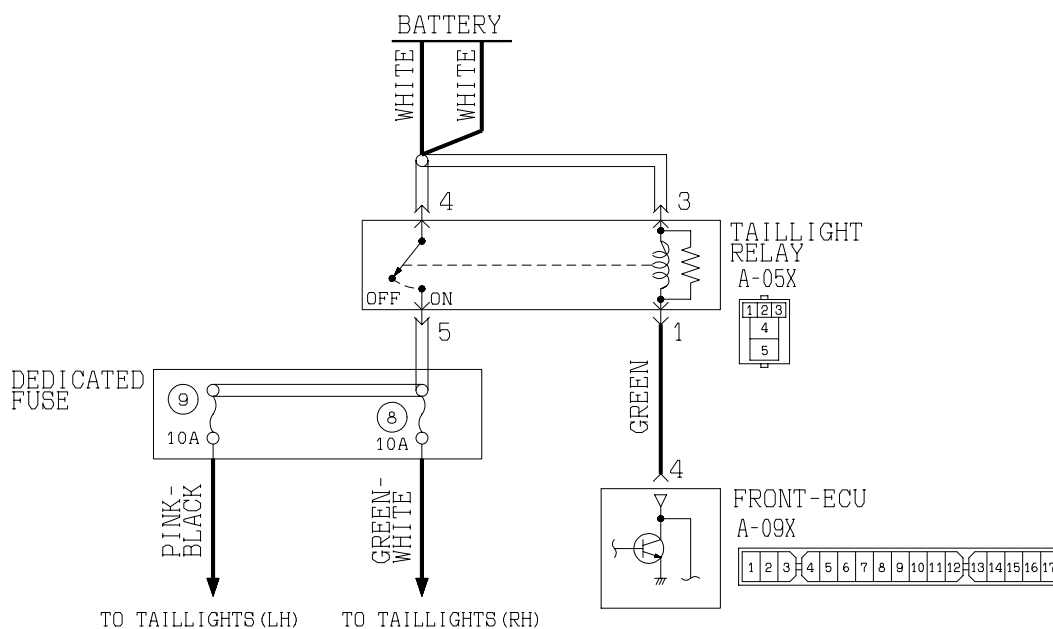 BATTERY
WHITE
WHITE
4
3
TAILLIGHT
RELAY
A-05X
OFF
ON
1 2 3
4
5
5
1
DEDICATED
FUSE
9
8
10A
10A
GREEN
PINK-
BLACK
GREEN-
WHITE
4
FRONT-ECU
A-09X
1 2 3 4 5 6 7 8 9 10 11 12 13 14 15 16 17
TO TAILLIGHTS(LH)
TO TAILLIGHTS(RH)